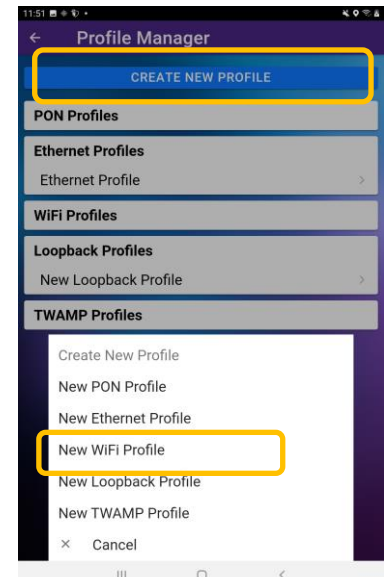 11:51
Profile Manager
CREATE NEW PROFILE
PON Profiles
Ethernet Profiles
Ethernet Profile
WiFi Profiles
Loopback Profiles
New Loopback Profile
TWAMP Profiles
Create New Profile
New PON Profile
New Ethernet Profile
New WiFi Profile
New Loopback Profile
New TWAMP Profile
Cancel